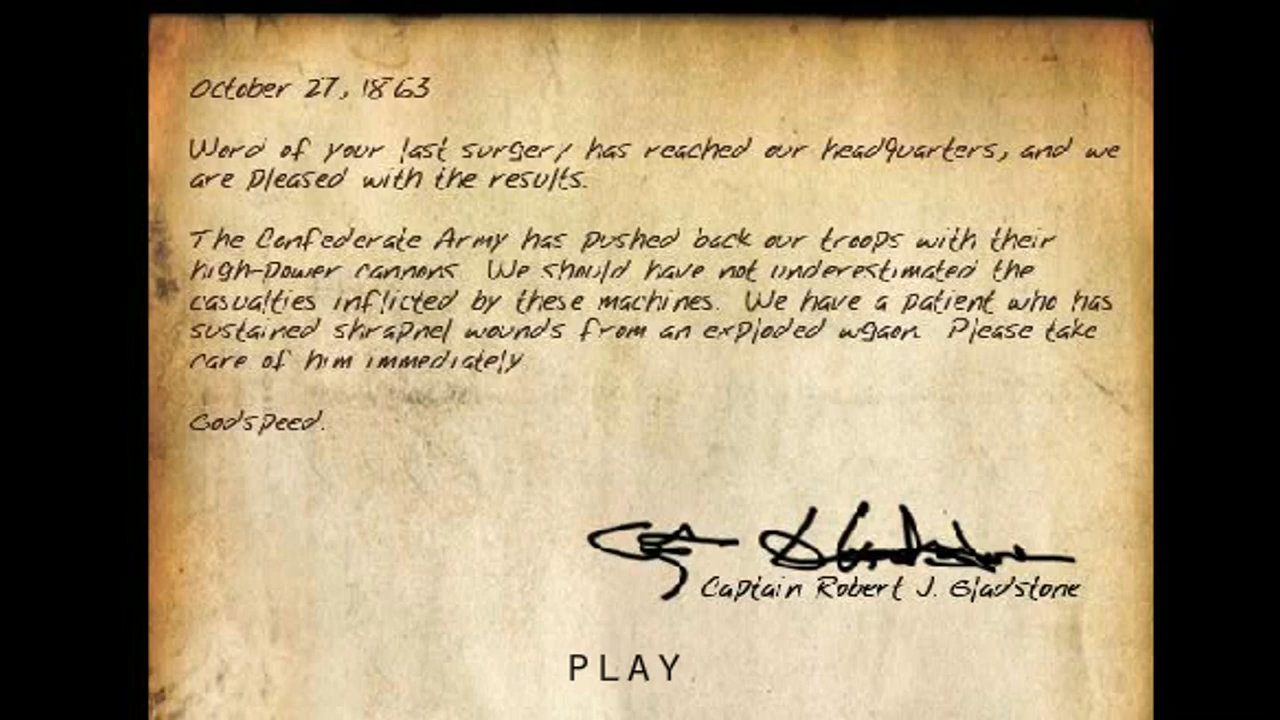 October 27, 1863
Word of your last surgery has reached our headquarters, and we
are pleased with the results.
The Confederate Army has pushed back our troops with their
high-power cannons. We should have not underestimated the
casualties inflicted by these machines. We have a patient who has
sustained shrapnel wounds from an exploded wgaon. Please take
care of him immediately.
Godspeed.
Captain Robert J. Gladstone
PLAY